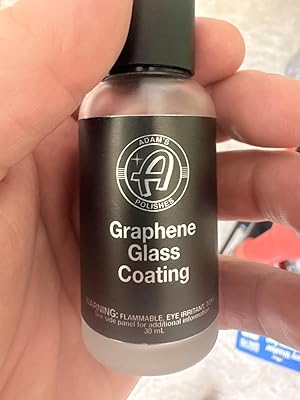 ADAM'S
A
POLISHES
Graphene
Glass
Coating
WARNING: FLAMMABLE, EYE IRRITANT,
See side panel for additional information
30 mL